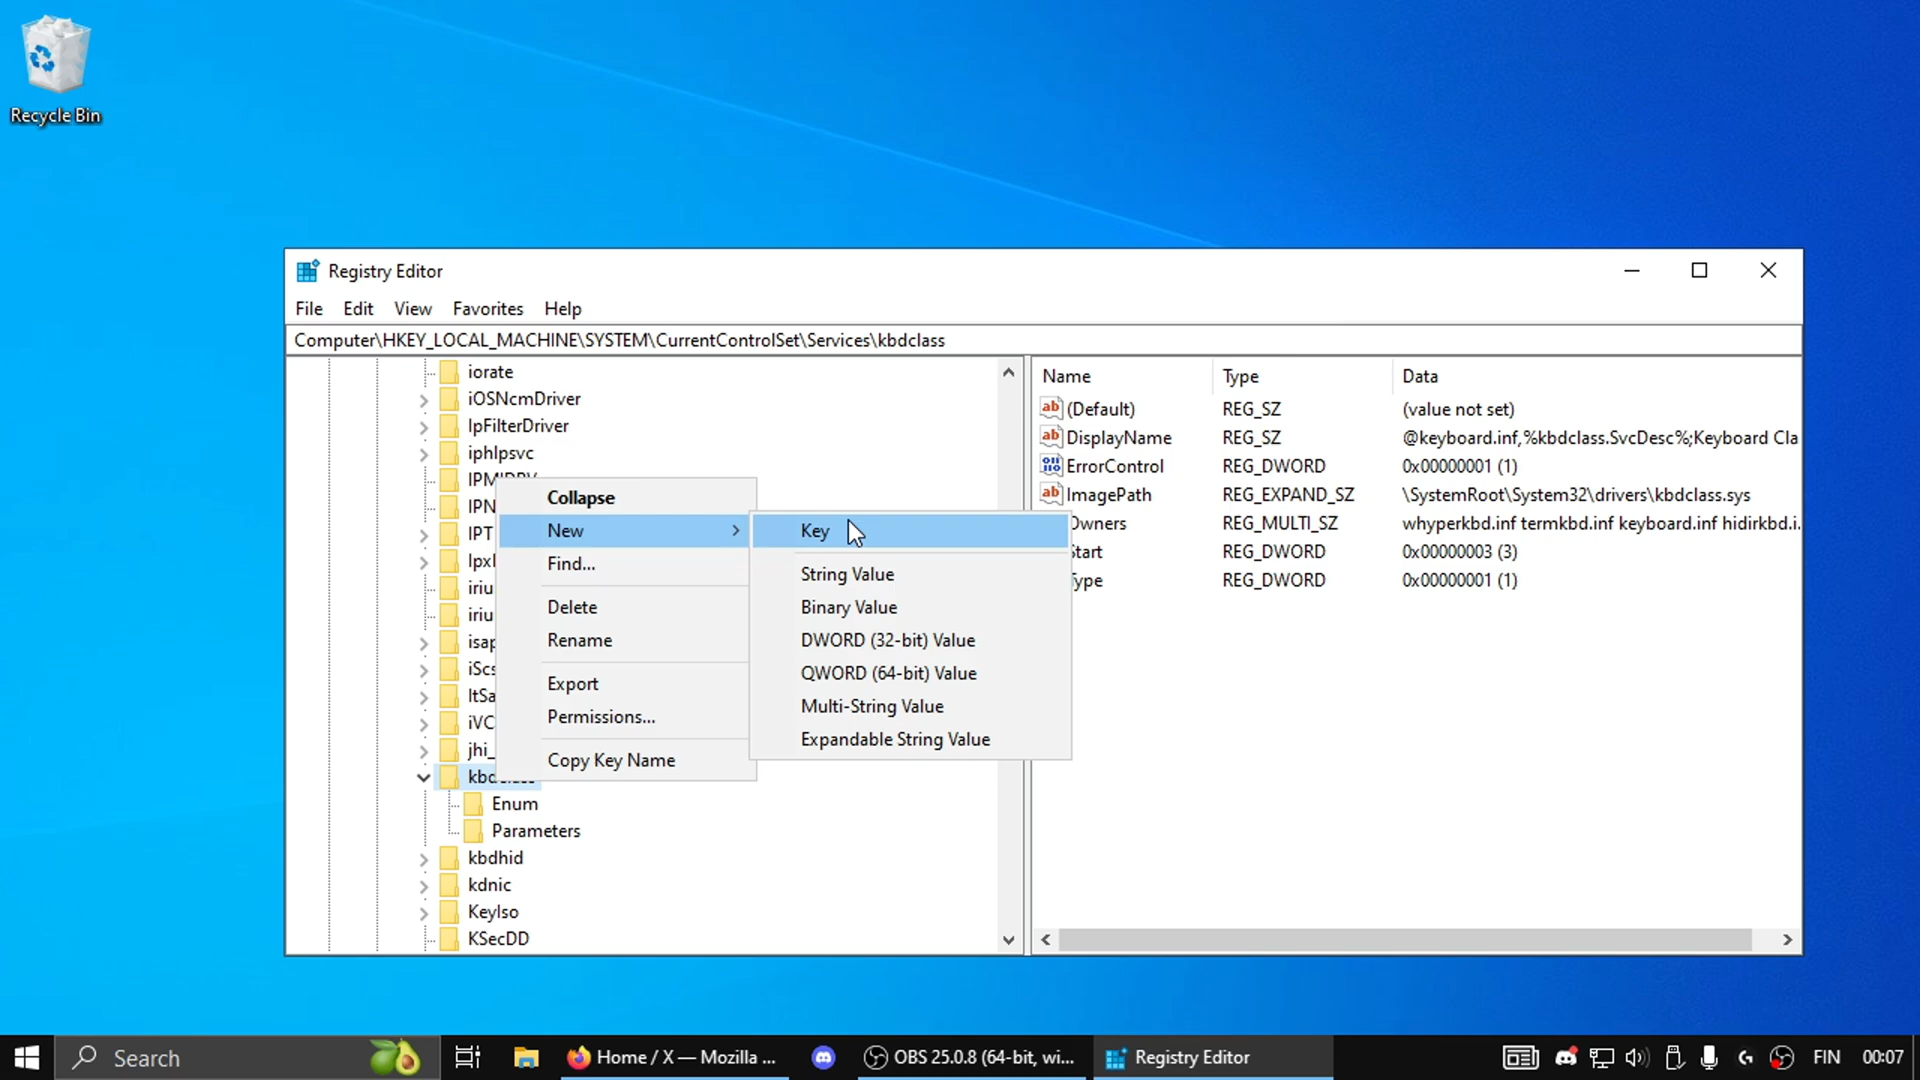 Recycle Bin
Registry Editor
File Edit View Favorites Help
Computer\HKEY_LOCAL_MACHINE\SYSTEM\CurrentControlSet\Services\kbdclass
iorate
iOSNcmDriver
IpFilterDriver
iphlpsvc
IPT
isap
iScs
ltSa
iVC
jhi_
Enum
Parameters
kbdhid
kdnic
KeyIso
KSecDD
Collapse
New
Find...
Delete
Rename
Export
Permissions...
Copy Key Name
Key
String Value
Binary Value
DWORD (32-bit) Value
QWORD (64-bit) Value
Multi-String Value
Expandable String Value
Name Type Data
(Default) REG_SZ (value not set)
DisplayName REG_SZ @keyboard.inf,%kbdclass.SvcDesc%;Keyboard Cla
ErrorControl REG_DWORD 0x00000001 (1)
ImagePath REG_EXPAND_SZ \SystemRoot\System32\drivers\kbdclass.sys
Owners REG_MULTI_SZ whyperkbd.inf termkbd.inf keyboard.inf hidirkbd.i.
Start REG_DWORD 0x00000003 (3)
Type REG_DWORD 0x00000001 (1)
Search
Home / X — Mozilla ...
OBS 25.0.8 (64-bit, wi...
Registry Editor
FIN 00:07